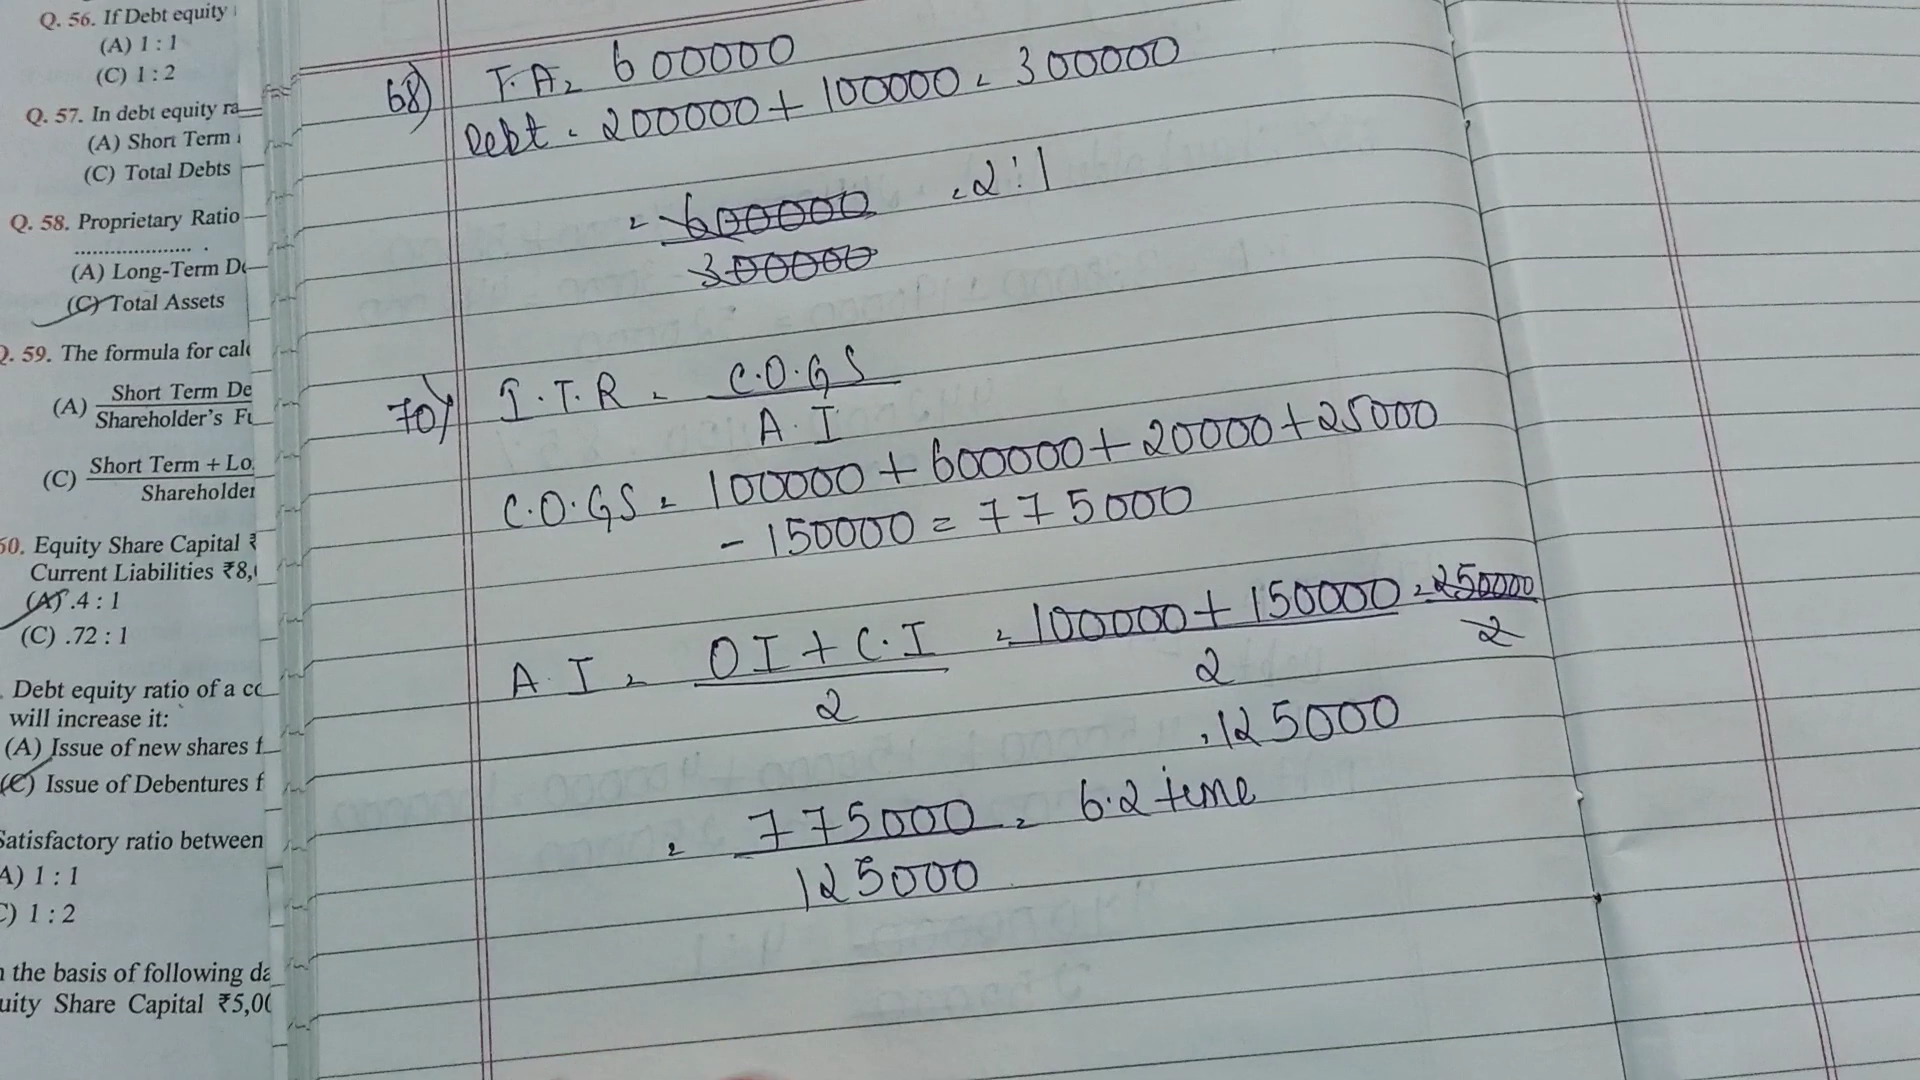 Q. 56. If Debt equity
(A) 1 : 1
(C) 1 : 2
Q. 57. In debt equity ra
(A) Short Term
(C) Total Debts
Q. 58. Proprietary Ratio
.................... .
(A) Long-Term De
(C) Total Assets
Q. 59. The formula for calc
(A) Short Term De
Shareholder's Fu
(C) Short Term + Lo
Shareholder
60. Equity Share Capital ₹
Current Liabilities ₹8,
(A) .4 : 1
(C) .72 : 1
Debt equity ratio of a co
will increase it:
(A) Issue of new shares f
(C) Issue of Debentures f
Satisfactory ratio between
A) 1 : 1
C) 1 : 2
n the basis of following da
uity Share Capital ₹5,00
68) T.A = 600000
Debt = 200000 + 100000 = 300000
= 600000 = 2:1
300000
70) I.T.R = C.O.G S
A.I
C.O.G S = 100000 + 600000 + 20000 + 25000
- 150000 = 775000
A.I = O I + C.I = 100000 + 150000 = 250000
2 2 2
= 125000
= 775000 = 6.2 time
125000